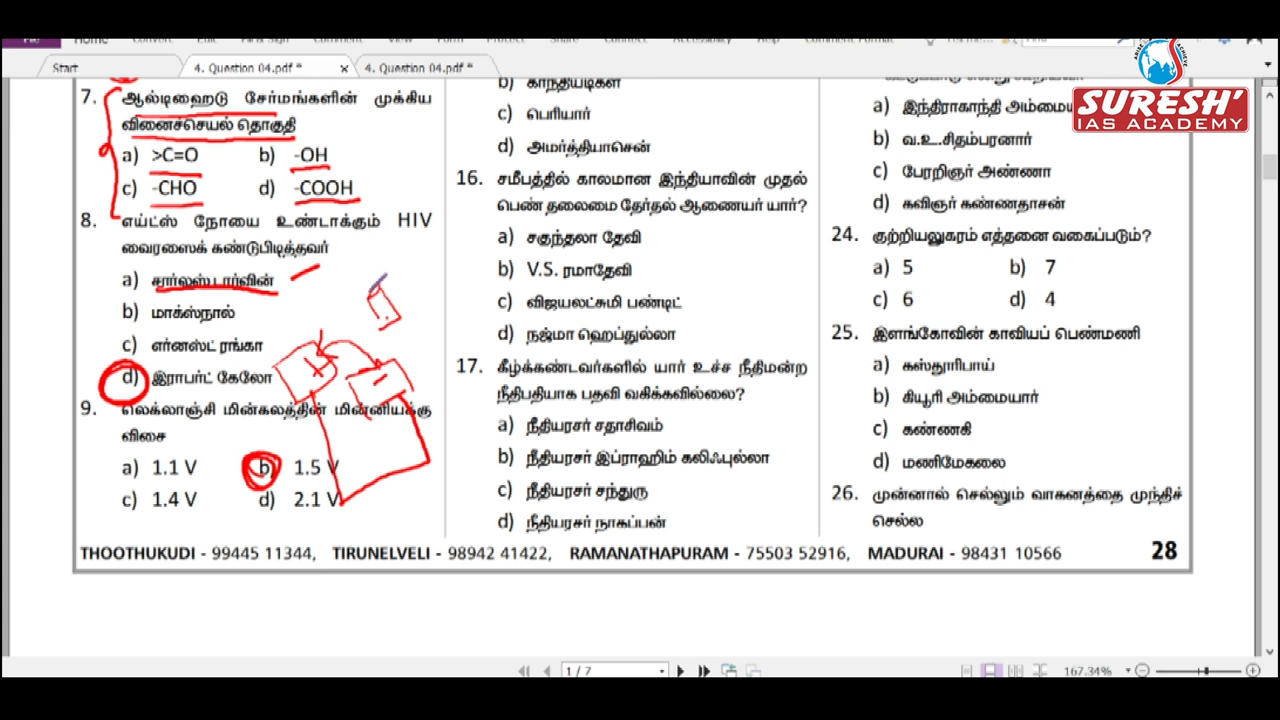 Start
4. Question 04.pdf *
x
4. Question 04.pdf *
ARISE
ACHIEVE
SURESH'
IAS ACADEMY
7. ஆல்டிஹைடு சேர்மங்களின் முக்கிய
வினைச்செயல் தொகுதி
a) >C=O b) -OH
c) -CHO d) -COOH
8. எய்ட்ஸ் நோயை உண்டாக்கும் HIV
வைரஸைக் கண்டுபிடித்தவர்
a) சார்லஸ் டார்வின்
b) மாக்ஸ்நால்
c) எர்னஸ்ட் ரங்கா
d) இராபர்ட் கேலோ
9. லெக்லாஞ்சி மின்கலத்தின் மின்னியக்கு
விசை
a) 1.1 V b) 1.5 V
c) 1.4 V d) 2.1 V
b) காந்தியடிகள்
c) பெரியார்
d) அமர்த்தியாசென்
16. சமீபத்தில் காலமான இந்தியாவின் முதல்
பெண் தலைமை தேர்தல் ஆணையர் யார்?
a) சகுந்தலா தேவி
b) V.S. ரமாதேவி
c) விஜயலட்சுமி பண்டிட்
d) நஜ்மா ஹெப்துல்லா
17. கீழ்க்கண்டவர்களில் யார் உச்ச நீதிமன்ற
நீதிபதியாக பதவி வகிக்கவில்லை?
a) நீதியரசர் சதாசிவம்
b) நீதியரசர் இப்ராஹிம் கலிஃபுல்லா
c) நீதியரசர் சந்துரு
d) நீதியரசர் நாகப்பன்
a) இந்திராகாந்தி
b) வ.உ.சிதம்பரனார்
c) பேரறிஞர் அண்ணா
d) கவிஞர் கண்ணதாசன்
24. குற்றியலுகரம் எத்தனை வகைப்படும்?
a) 5 b) 7
c) 6 d) 4
25. இளங்கோவின் காவியப் பெண்மணி
a) கஸ்தூரிபாய்
b) கியூரி அம்மையார்
c) கண்ணகி
d) மணிமேகலை
26. முன்னால் செல்லும் வாகனத்தை முந்திச்
செல்ல
THOOTHUKUDI - 99445 11344, TIRUNELVELI - 98942 41422, RAMANATHAPURAM - 75503 52916, MADURAI - 98431 10566 28
1 / 7
167.34%